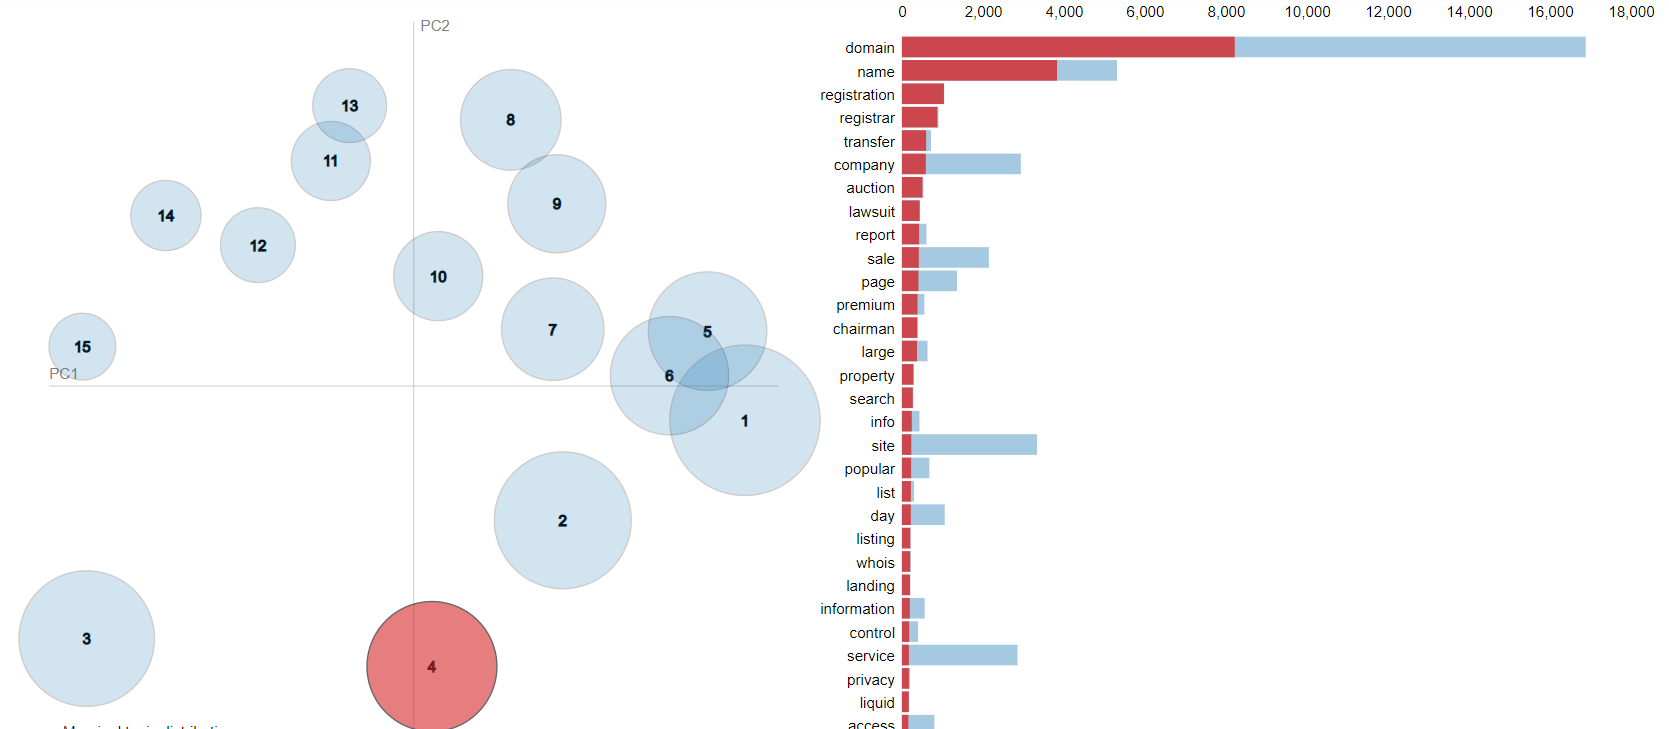 PC2
13
8
11
9
14
12
10
7
5
15
PC1
6
1
2
3
4
0 2,000 4,000 6,000 8,000 10,000 12,000 14,000 16,000 18,000
domain
name
registration
registrar
transfer
company
auction
lawsuit
report
sale
page
premium
chairman
large
property
search
info
site
popular
list
day
listing
whois
landing
information
control
service
privacy
liquid
access